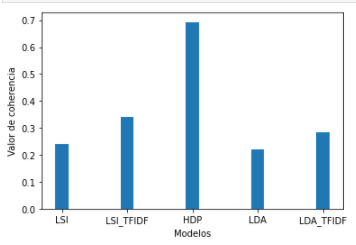 0.7
0.6
0.5
0.4
0.3
0.2
0.1
0.0
Valor de coherencia
LSI LSI_TFIDF HDP LDA LDA_TFIDF
Modelos